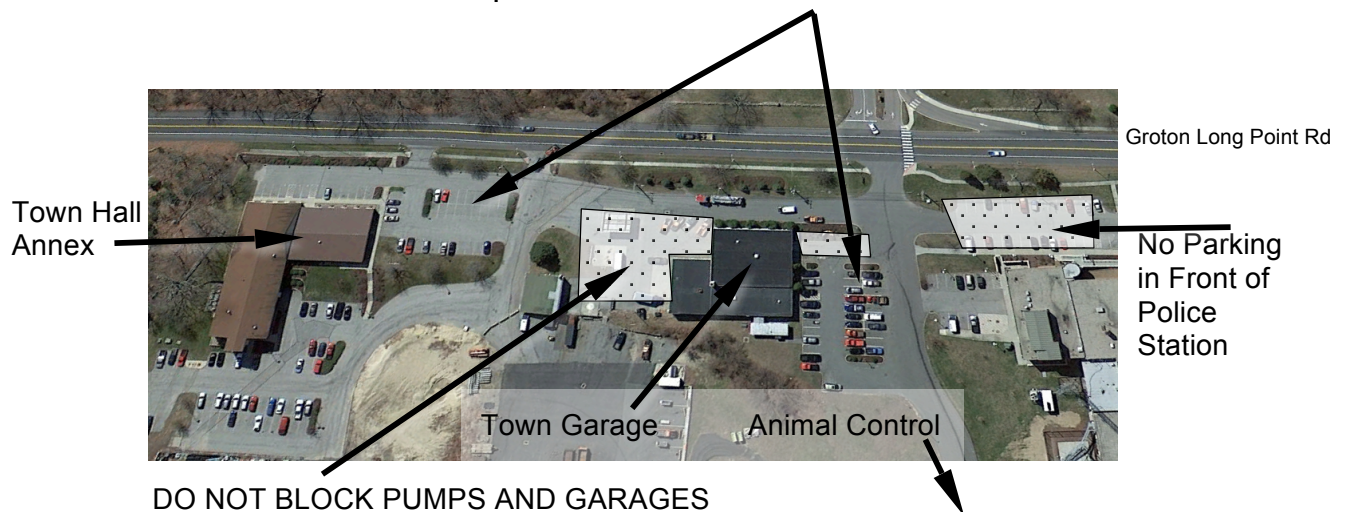 Groton Long Point Rd
Town Hall
Annex
No Parking
in Front of
Police
Station
Town Garage
Animal Control
DO NOT BLOCK PUMPS AND GARAGES